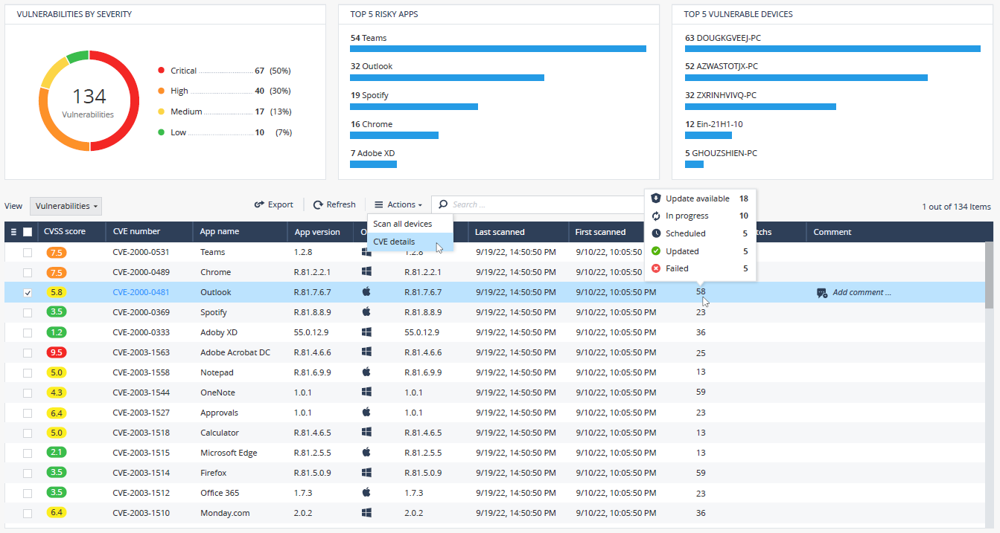 VULNERABILITIES BY SEVERITY
134
Vulnerabilities
Critical 67 (50%)
High 40 (30%)
Medium 17 (13%)
Low 10 (7%)
TOP 5 RISKY APPS
54 Teams
32 Outlook
19 Spotify
16 Chrome
7 Adobe XD
TOP 5 VULNERABLE DEVICES
63 DOUGKGVEEJ-PC
52 AZWASTOTJX-PC
32 ZXRINHVIVQ-PC
12 Ein-21H1-10
5 GHOUZSHIEN-PC
View Vulnerabilities Export Refresh Actions Search ... 1 out of 134 Items
Scan all devices
CVE details
Update available 18
In progress 10
Scheduled 5
Updated 5
Failed 5
CVSS score CVE number App name App version O Last scanned First scanned tchs Comment
7.5 CVE-2000-0531 Teams 1.2.8 1.2.8 9/19/22, 14:50:50 PM 9/10/22, 10:05:50
7.5 CVE-2000-0489 Chrome R.81.2.2.1 R.81.2.2.1 9/19/22, 14:50:50 PM 9/10/22, 10:05:50
5.8 CVE-2000-0481 Outlook R.81.7.6.7 R.81.7.6.7 9/19/22, 14:50:50 PM 9/10/22, 10:05:50 PM 58 Add comment ...
3.5 CVE-2000-0369 Spotify R.81.8.8.9 R.81.8.8.9 9/19/22, 14:50:50 PM 9/10/22, 10:05:50 PM 23
1.2 CVE-2000-0333 Adoby XD 55.0.12.9 55.0.12.9 9/19/22, 14:50:50 PM 9/10/22, 10:05:50 PM 36
9.5 CVE-2003-1563 Adobe Acrobat DC R.81.4.6.6 R.81.4.6.6 9/19/22, 14:50:50 PM 9/10/22, 10:05:50 PM 25
5.0 CVE-2003-1558 Notepad R.81.6.9.9 R.81.6.9.9 9/19/22, 14:50:50 PM 9/10/22, 10:05:50 PM 13
4.3 CVE-2003-1544 OneNote 1.0.1 1.0.1 9/19/22, 14:50:50 PM 9/10/22, 10:05:50 PM 59
6.4 CVE-2003-1527 Approvals 1.0.1 1.0.1 9/19/22, 14:50:50 PM 9/10/22, 10:05:50 PM 23
5.0 CVE-2003-1518 Calculator R.81.4.6.5 R.81.4.6.5 9/19/22, 14:50:50 PM 9/10/22, 10:05:50 PM 13
2.1 CVE-2003-1515 Microsoft Edge R.81.2.5.5 R.81.2.5.5 9/19/22, 14:50:50 PM 9/10/22, 10:05:50 PM 13
3.5 CVE-2003-1514 Firefox R.81.5.0.9 R.81.5.0.9 9/19/22, 14:50:50 PM 9/10/22, 10:05:50 PM 59
3.5 CVE-2003-1512 Office 365 1.7.3 1.7.3 9/19/22, 14:50:50 PM 9/10/22, 10:05:50 PM 23
6.4 CVE-2003-1510 Monday.com 2.0.2 2.0.2 9/19/22, 14:50:50 PM 9/10/22, 10:05:50 PM 36